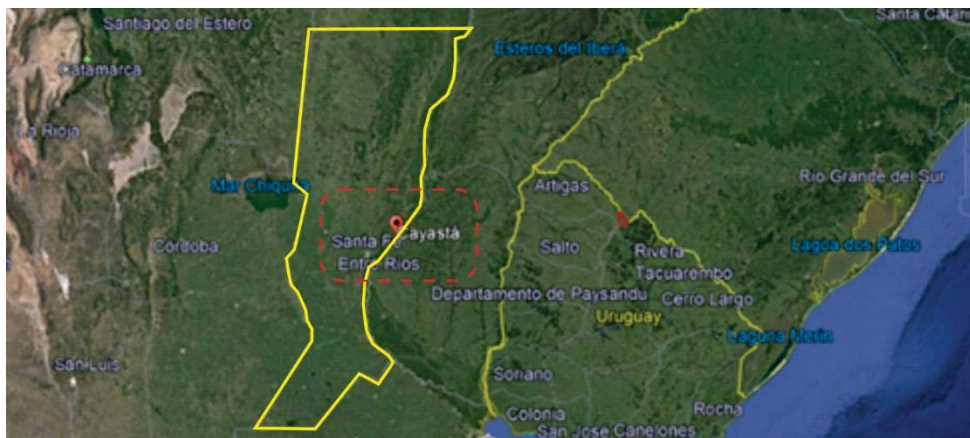 Santiago del Estero
Santa Catar
Esteros del Iberá
Catamarca
La Rioja
Mar Chiquita
Artigas
Rio Grande del Sur
Cayastá
Santa Fe
Córdoba
Salto
Rivera
Lagoa dos Patos
Entre Ríos
Tacuarembo
Departamento de Paysandu
Cerro Largo
Uruguay
Laguna Merin
San Luis
Soriano
Colonia
Rocha
San Jose
Canelones